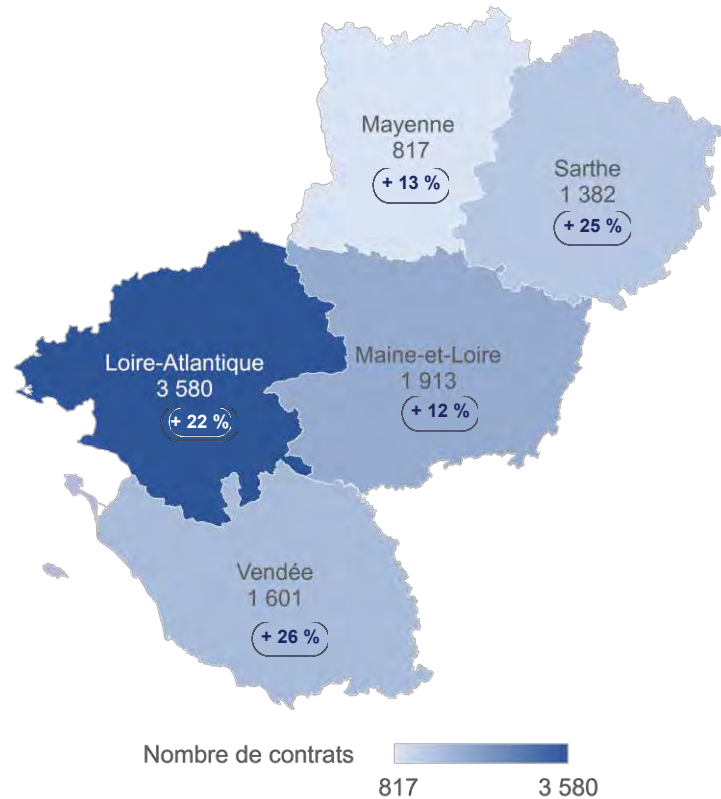 Mayenne
817
+ 13 %
Sarthe
1 382
+ 25 %
Loire-Atlantique
3 580
+ 22 %
Maine-et-Loire
1 913
+ 12 %
Vendée
1 601
+ 26 %
Nombre de contrats
817
3 580